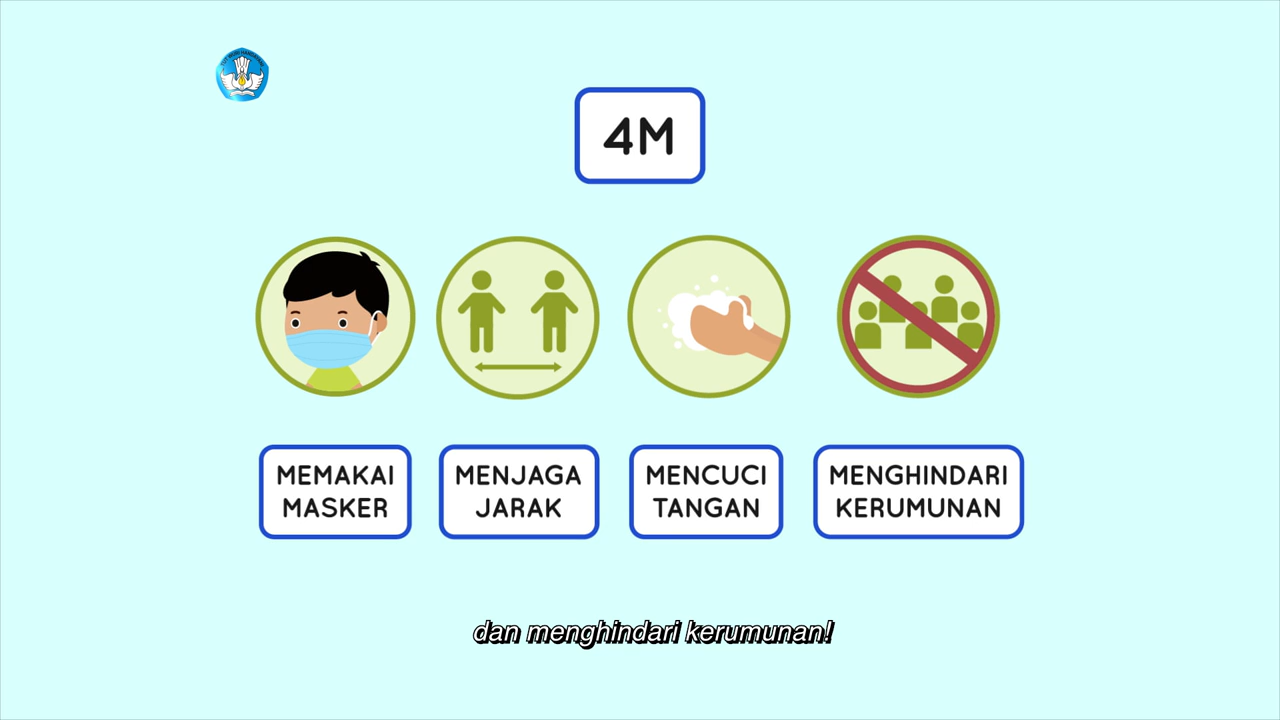 4M
MEMAKAI
MASKER
MENJAGA
JARAK
MENCUCI
TANGAN
MENGHINDARI
KERUMUNAN
dan menghindari kerumunan!